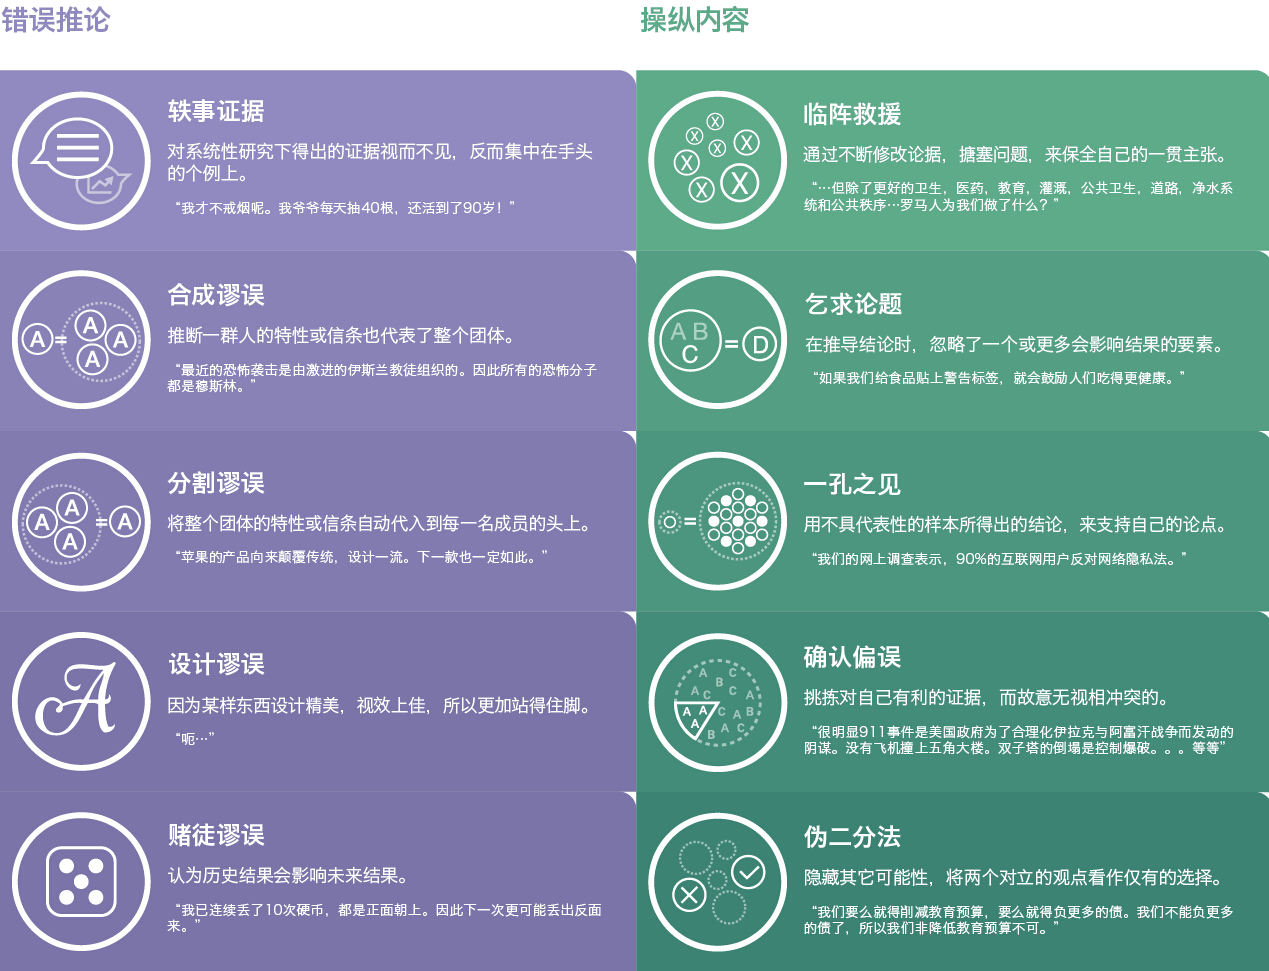 错误推论
轶事证据
对系统性研究下得出的证据视而不见，反而集中在手头
的个例上。
“我才不戒烟呢。我爷爷每天抽40根，还活到了90岁！”
A = A A A
合成谬误
推断一群人的特性或信条也代表了整个团体。
“最近的恐怖袭击是由激进的伊斯兰教徒组织的。因此所有的恐怖分子
都是穆斯林。”
A A A = A
分割谬误
将整个团体的特性或信条自动代入到每一名成员的头上。
“苹果的产品向来颠覆传统，设计一流。下一款也一定如此。”
A
设计谬误
因为某样东西设计精美，视效上佳，所以更加站得住脚。
“呃…”
赌徒谬误
认为历史结果会影响未来结果。
“我已连续丢了10次硬币，都是正面朝上。因此下一次更可能丢出反面
来。”
操纵内容
X X X X X X X
临阵救援
通过不断修改论据，搪塞问题，来保全自己的一贯主张。
“…但除了更好的卫生，医药，教育，灌溉，公共卫生，道路，净水系
统和公共秩序…罗马人为我们做了什么？”
A B
C = D
乞求论题
在推导结论时，忽略了一个或更多会影响结果的要素。
“如果我们给食品贴上警告标签，就会鼓励人们吃得更健康。”
=
一孔之见
用不具代表性的样本所得出的结论，来支持自己的论点。
“我们的网上调查表示，90%的互联网用户反对网络隐私法。”
A C
B
A C C A
A A C A B
A
B A C
确认偏误
挑拣对自己有利的证据，而故意无视相冲突的。
“很明显911事件是美国政府为了合理化伊拉克与阿富汗战争而发动的
阴谋。没有飞机撞上五角大楼。双子塔的倒塌是控制爆破。。。等等”
伪二分法
隐藏其它可能性，将两个对立的观点看作仅有的选择。
“我们要么就得削减教育预算，要么就得负更多的债。我们不能负更多
的债了，所以我们非降低教育预算不可。”